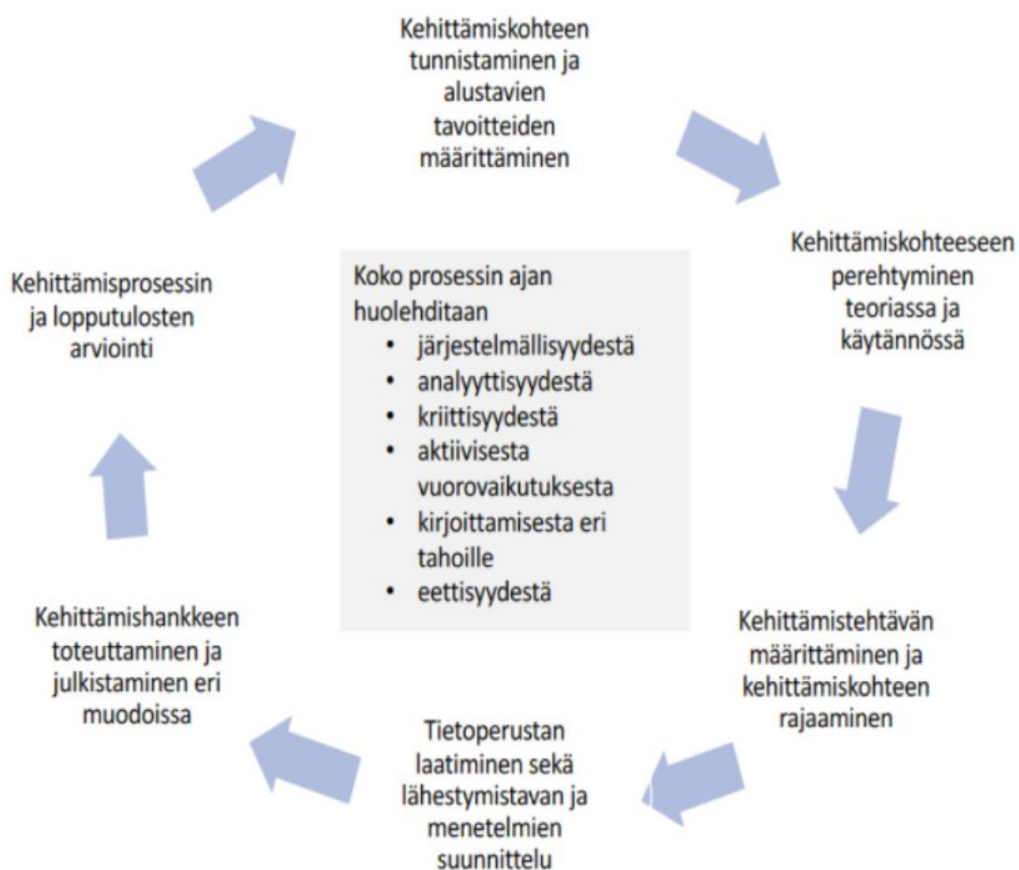 Kehittämiskohteen
tunnistaminen ja
alustavien
tavoitteiden
määrittäminen
Kehittämiskohteeseen
perehtyminen
teoriassa ja
käytännössä
Kehittämistehtävän
määrittäminen ja
kehittämiskohteen
rajaaminen
Tietoperustan
laatiminen sekä
lähestymistavan ja
menetelmien
suunnittelu
Kehittämishankkeen
toteuttaminen ja
julkistaminen eri
muodoissa
Kehittämisprosessin
ja lopputulosten
arviointi
Koko prosessin ajan
huolehditaan
• järjestelmällisyydestä
• analyyttisyydestä
• kriittisyydestä
• aktiivisesta
vuorovaikutuksesta
• kirjoittamisesta eri
tahoille
• eettisyydestä